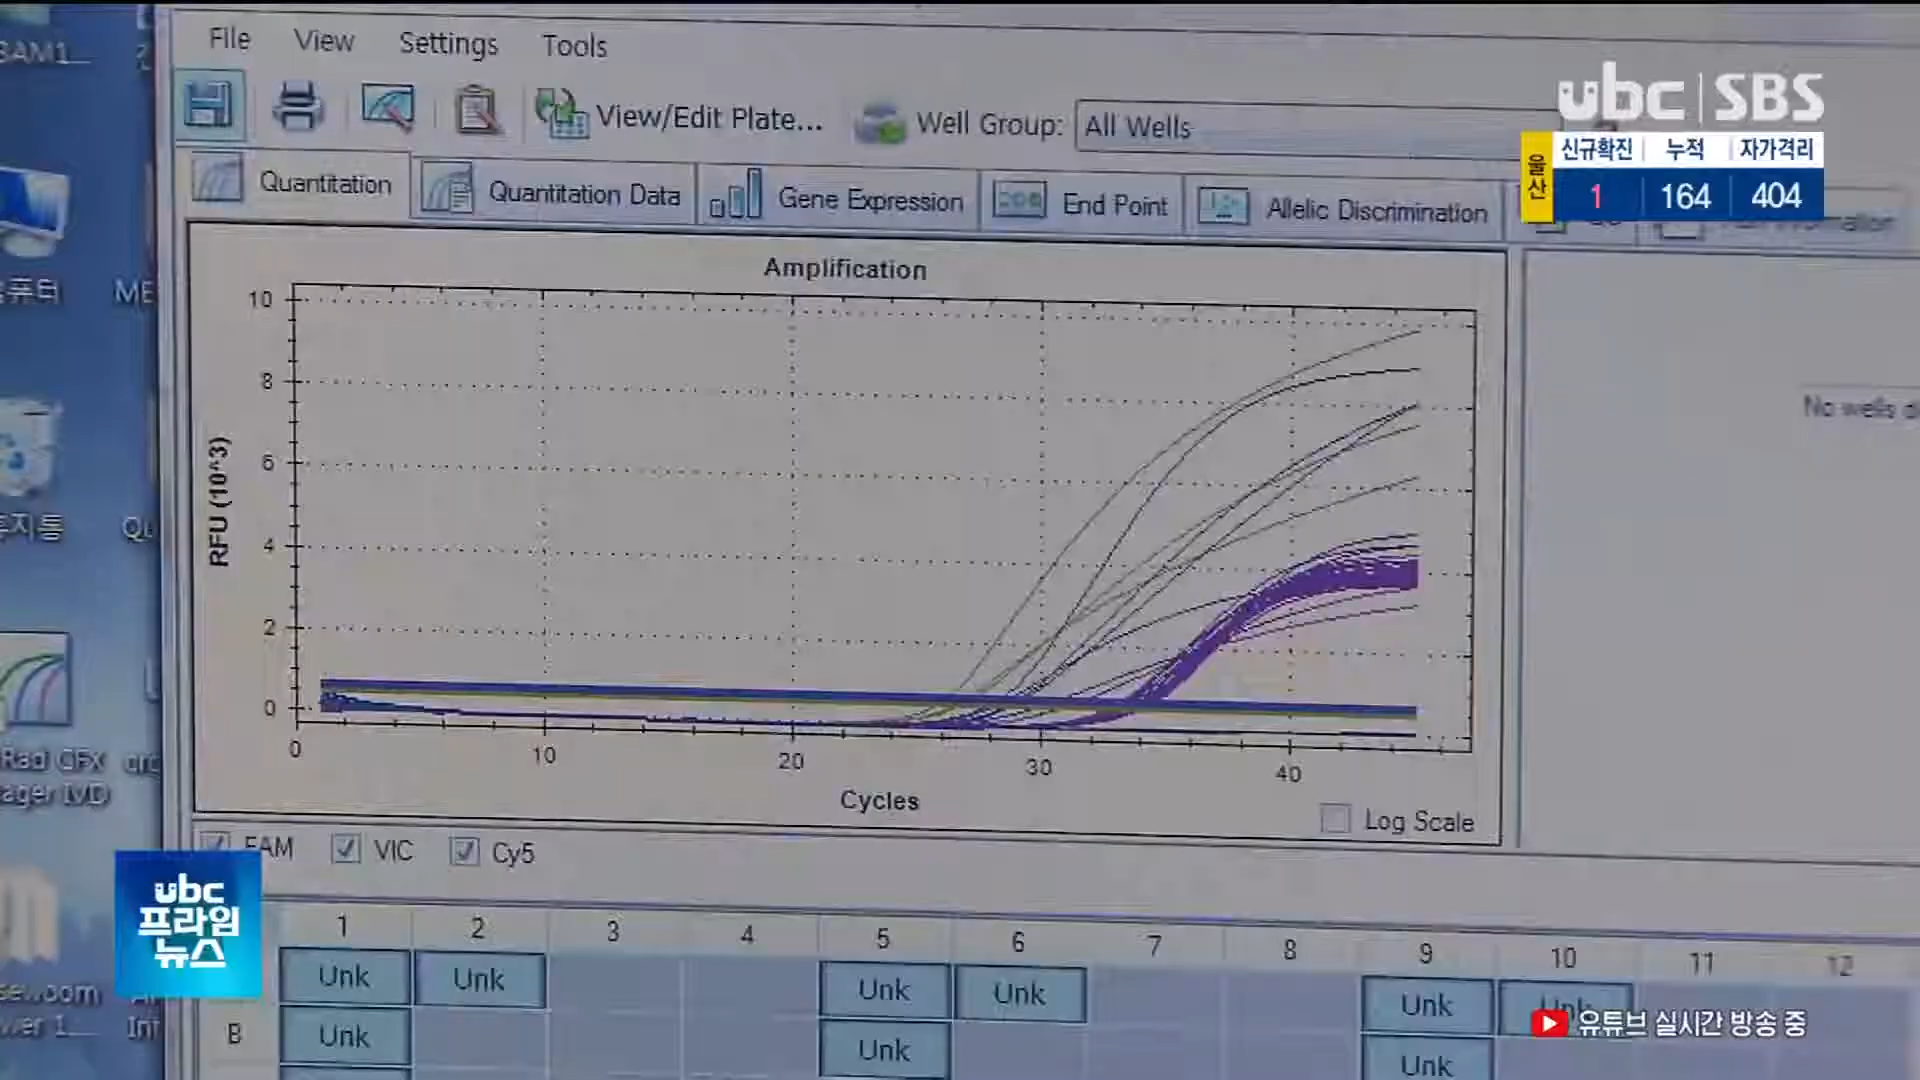 File View Settings Tools
View/Edit Plate... Well Group: All Wells
ubc SBS
울산
신규확진 누적 자가격리
1 164 404
Quantitation Quantitation Data Gene Expression End Point Allelic Discrimination
Amplification
10
8
6
4
2
0
RFU (10^3)
0 10 20 30 40
Cycles
Log Scale
No wells
FAM VIC Cy5
1 2 3 4 5 6 7 8 9 10 11 12
Unk Unk Unk Unk Unk Unk
B Unk Unk Unk
ubc
프라임
뉴스
유튜브 실시간 방송 중